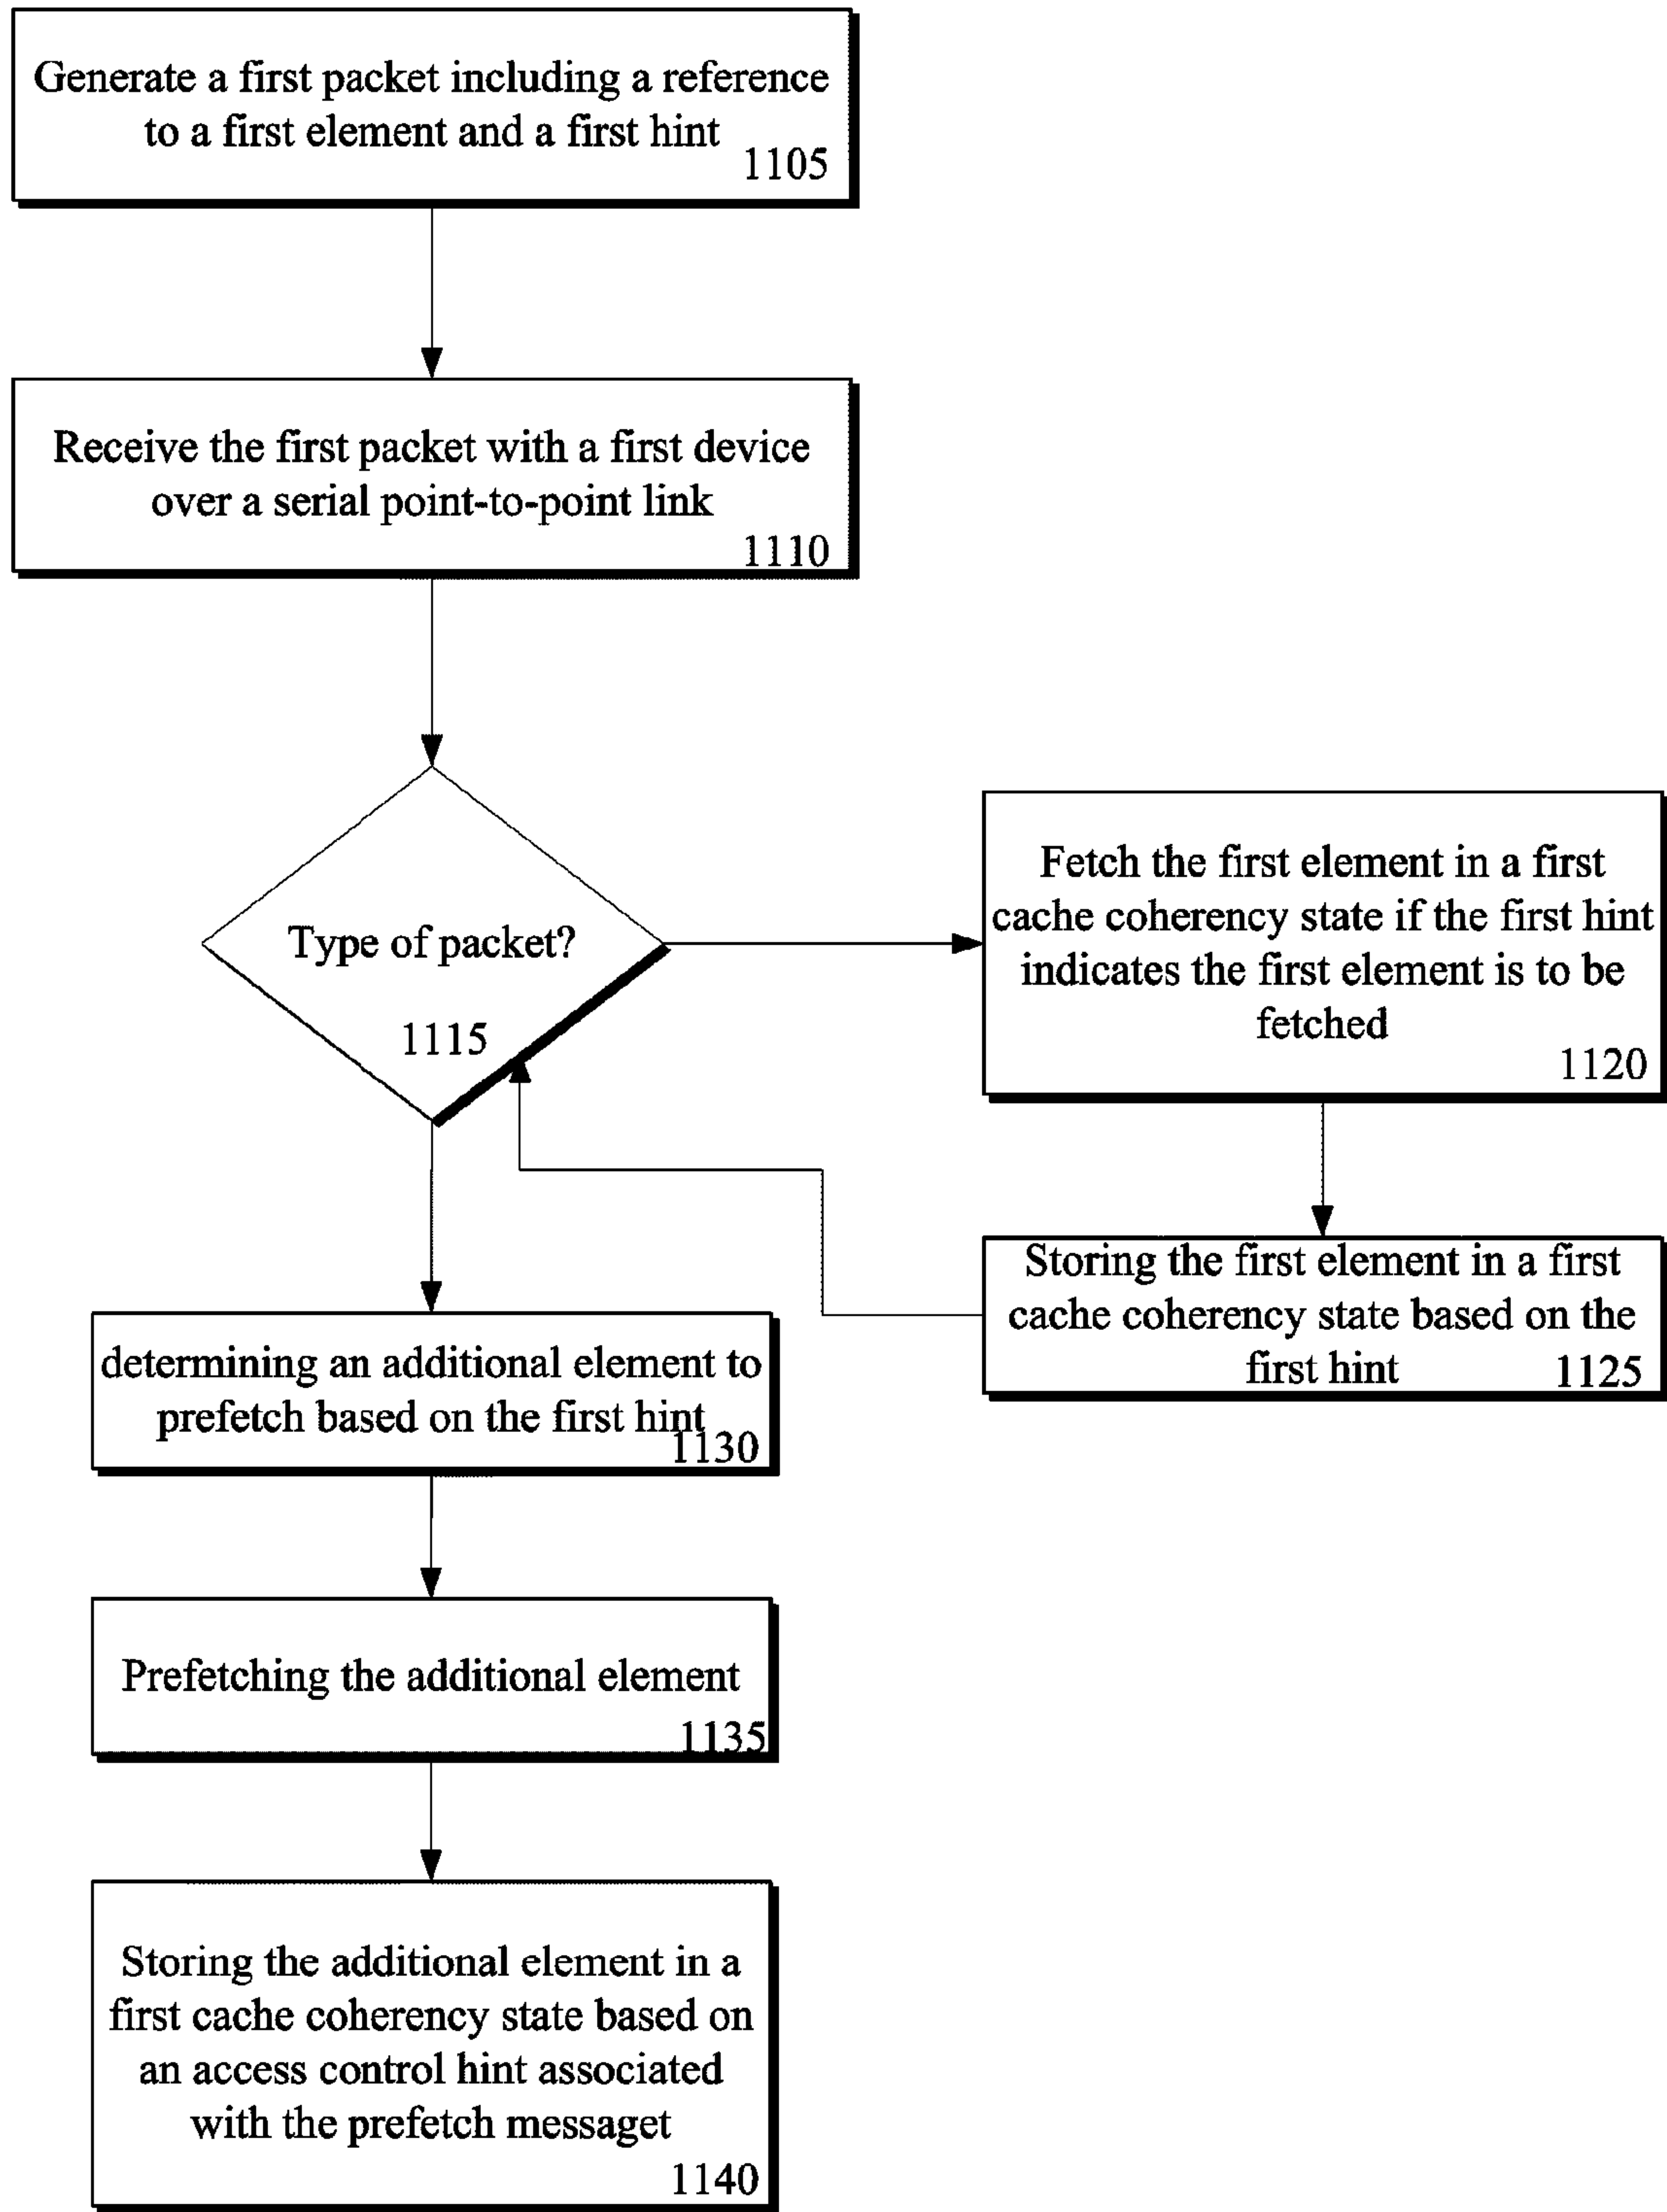 Generate a first packet including a reference
to a first element and a first hint
1105
Receive the first packet with a first device
over a serial point-to-point link
1110
Type of packet?
1115
Fetch the first element in a first
cache coherency state if the first hint
indicates the first element is to be
fetched
1120
Storing the first element in a first
cache coherency state based on the
first hint
1125
determining an additional element to
prefetch based on the first hint
1130
Prefetching the additional element
1135
Storing the additional element in a
first cache coherency state based on
an access control hint associated
with the prefetch messaget
1140